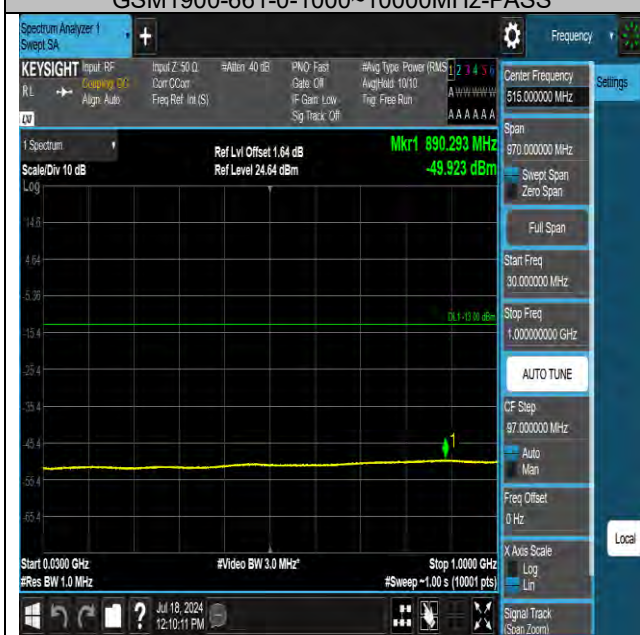 GSM1900-661-0-1000~10000MHz-PASS
Spectrum Analyzer 1
Swept SA
+
Frequency
KEYSIGHT
RL
Input: RF
Coupling: DC
Align: Auto
Input Z: 50 Ω
Corr CCorr
Freq Ref: Int (S)
#Atten: 40 dB
PNO: Fast
Gate: Off
IF Gain: Low
Sig Track: Off
#Avg Type: Power (RMS
Avg|Hold: 10/10
Trig: Free Run
1 2 3 4 5 6
A W W W W W
A A A A A A
LXI
1 Spectrum
Scale/Div 10 dB
Log
Ref Lvl Offset 1.64 dB
Ref Level 24.64 dBm
Mkr1 890.293 MHz
-49.923 dBm
14.6
4.64
-5.36
-15.4
-25.4
-35.4
-45.4
-55.4
-65.4
DL1 -13.00 dBm
1
Start 0.0300 GHz
#Res BW 1.0 MHz
#Video BW 3.0 MHz*
Stop 1.0000 GHz
#Sweep ~1.00 s (10001 pts)
?
Jul 18, 2024
12:10:11 PM
Center Frequency
515.000000 MHz
Span
970.000000 MHz
Swept Span
Zero Span
Full Span
Start Freq
30.000000 MHz
Stop Freq
1.000000000 GHz
AUTO TUNE
CF Step
97.000000 MHz
Auto
Man
Freq Offset
0 Hz
X Axis Scale
Log
Lin
Signal Track
(Span Zoom)
Settings
Local